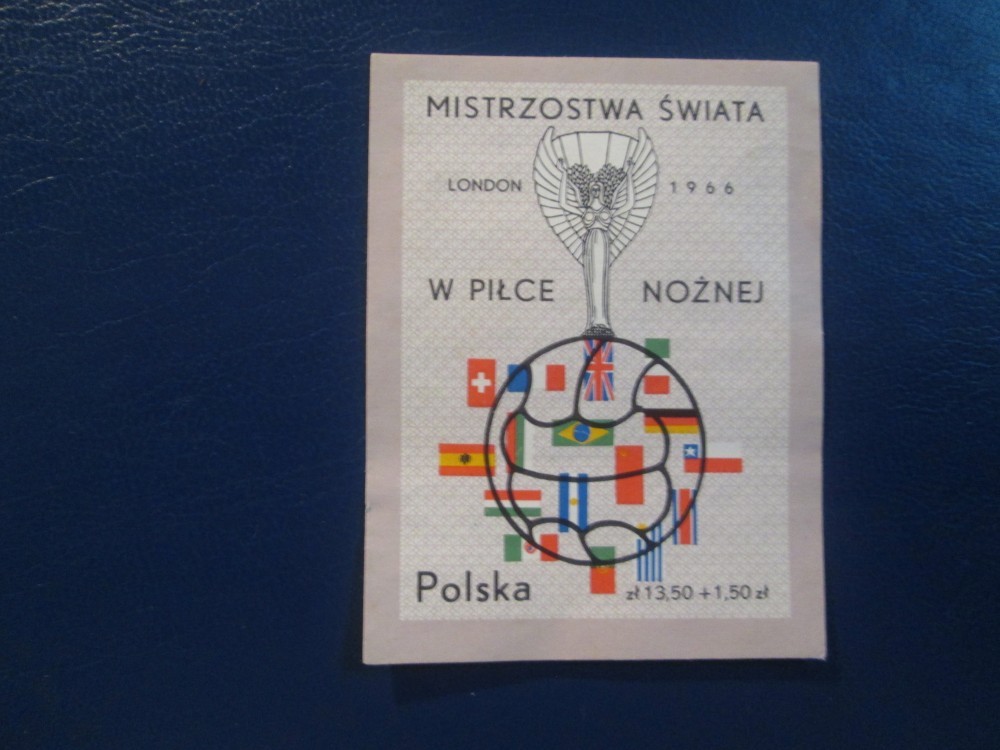 MISTRZOSTWA ŚWIATA
LONDON 1966
W PIŁCE NOŻNEJ
Polska zł 13,50 + 1,50 zł